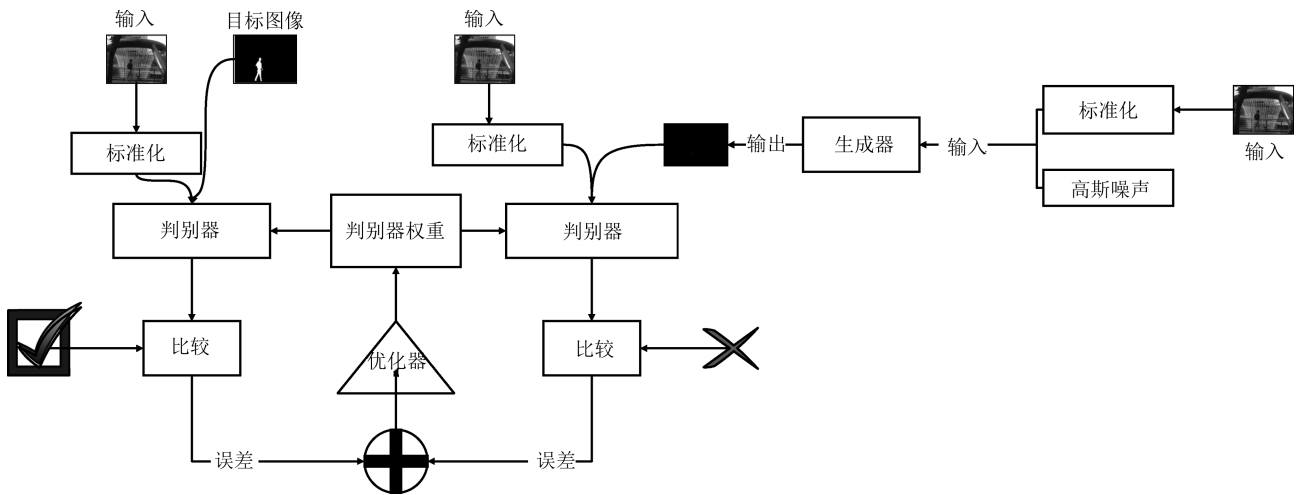 输入
目标图像
输入
标准化
标准化
输出
生成器
输入
标准化
输入
高斯噪声
判别器
判别器权重
判别器
比较
优化器
比较
误差
误差